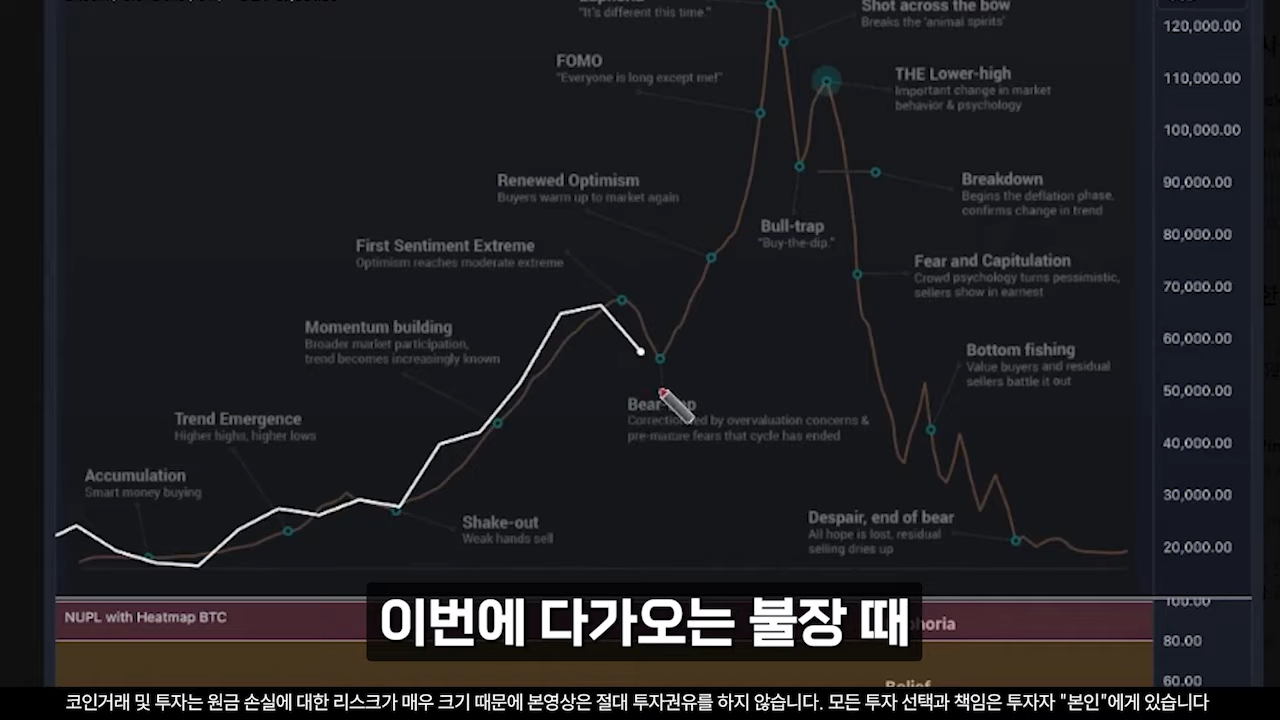 "It's different this time."
Shot across the bow
Breaks the 'animal spirits'
120,000.00
FOMO
"Everyone is long except me!"
THE Lower-high
Important change in market
behavior & psychology
110,000.00
100,000.00
Renewed Optimism
Buyers warm up to market again
Breakdown
Begins the deflation phase,
confirms change in trend
90,000.00
Bull-trap
"Buy-the-dip."
80,000.00
First Sentiment Extreme
Optimism reaches moderate extreme
Fear and Capitulation
Crowd psychology turns pessimistic,
sellers show in earnest
70,000.00
Momentum building
Broader market participation,
trend becomes increasingly known
60,000.00
Bottom fishing
Value buyers and residual
sellers battle it out
50,000.00
by overvaluation concerns &
pre-mature fears that cycle has ended
Trend Emergence
Higher highs, higher lows
40,000.00
Accumulation
Smart money buying
30,000.00
Shake-out
Weak hands sell
Despair, end of bear
All hope is lost, residual
selling dries up
20,000.00
NUPL with Heatmap BTC
100.00
이번에 다가오는 불장 때
80.00
60.00
코인거래 및 투자는 원금 손실에 대한 리스크가 매우 크기 때문에 본영상은 절대 투자권유를 하지 않습니다. 모든 투자 선택과 책임은 투자자 "본인"에게 있습니다